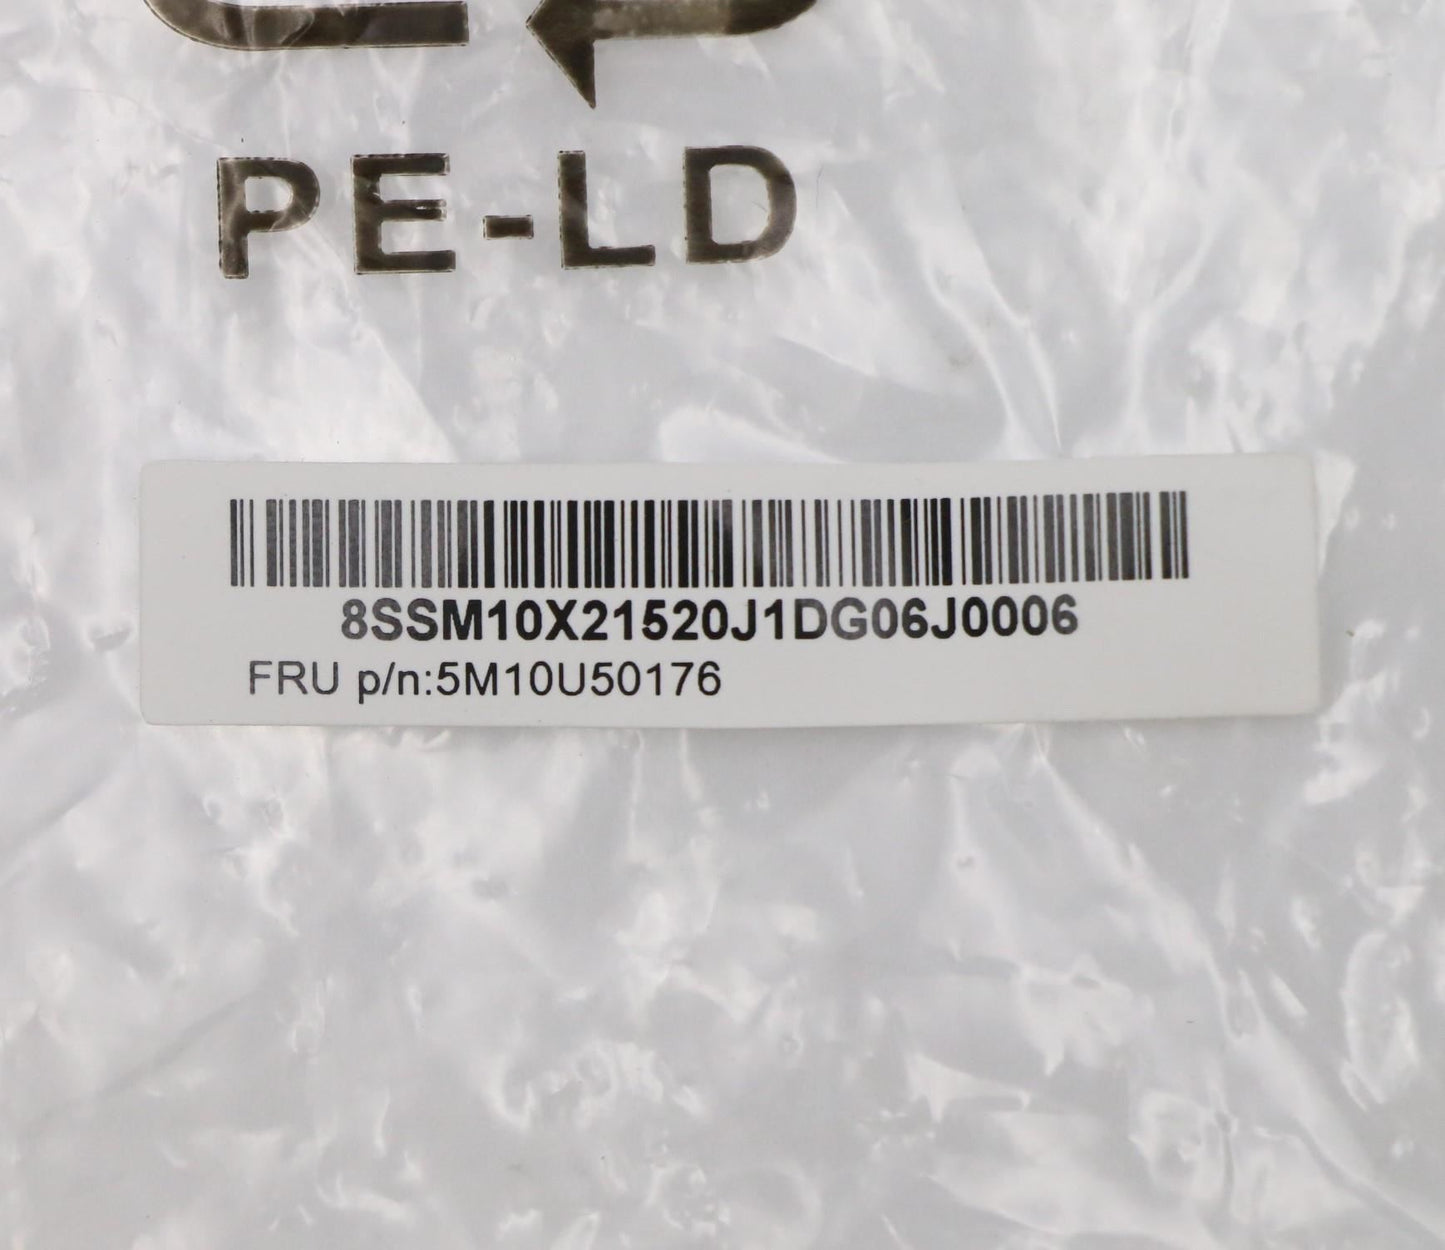 PE-LD
8SSM10X21520J1DG06J0006
FRU p/n:5M10U50176